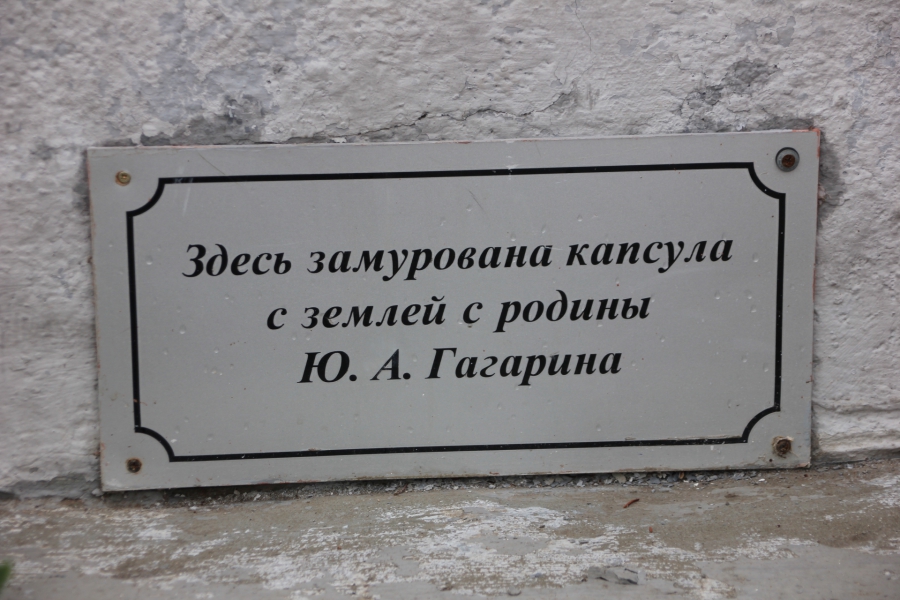 Здесь замурована капсула
с землей с родины
Ю. А. Гагарина